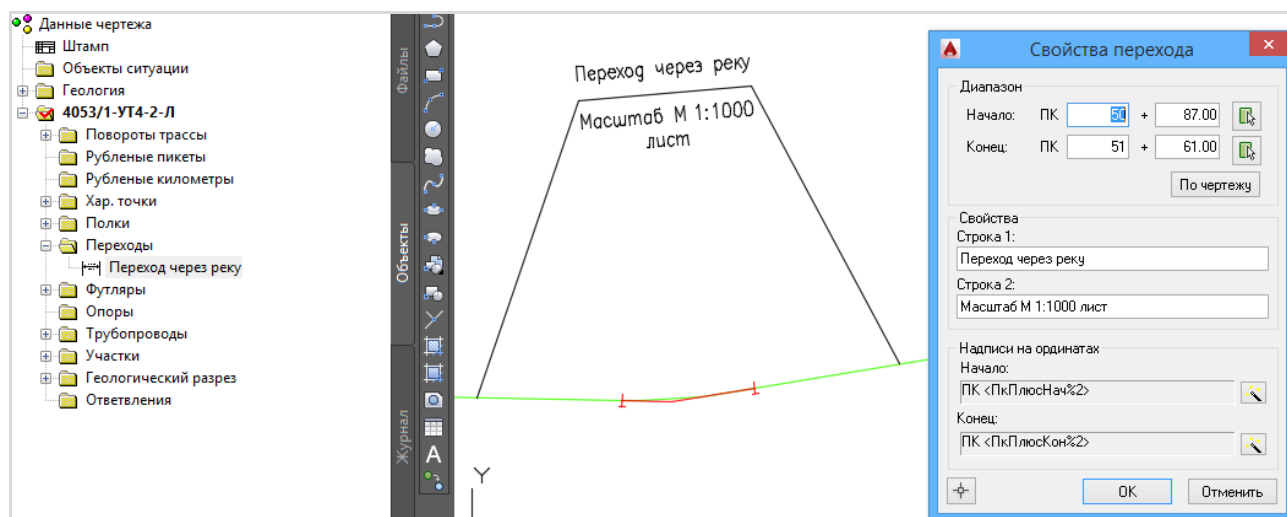 Данные чертежа
Штамп
Объекты ситуации
Геология
4053/1-УТ4-2-Л
Повороты трассы
Рубленые пикеты
Рубленые километры
Хар. точки
Полки
Переходы
Переход через реку
Футляры
Опоры
Трубопроводы
Участки
Геологический разрез
Ответвления
Файлы
Объекты
Журнал
A
Переход через реку
Масштаб М 1:1000
лист
Y
Свойства перехода
Диапазон
Начало: ПК 50 + 87.00
Конец: ПК 51 + 61.00
По чертежу
Свойства
Строка 1:
Переход через реку
Строка 2:
Масштаб М 1:1000 лист
Надписи на ординатах
Начало:
ПК <ПкПлюсНач%2>
Конец:
ПК <ПкПлюсКон%2>
OK Отменить